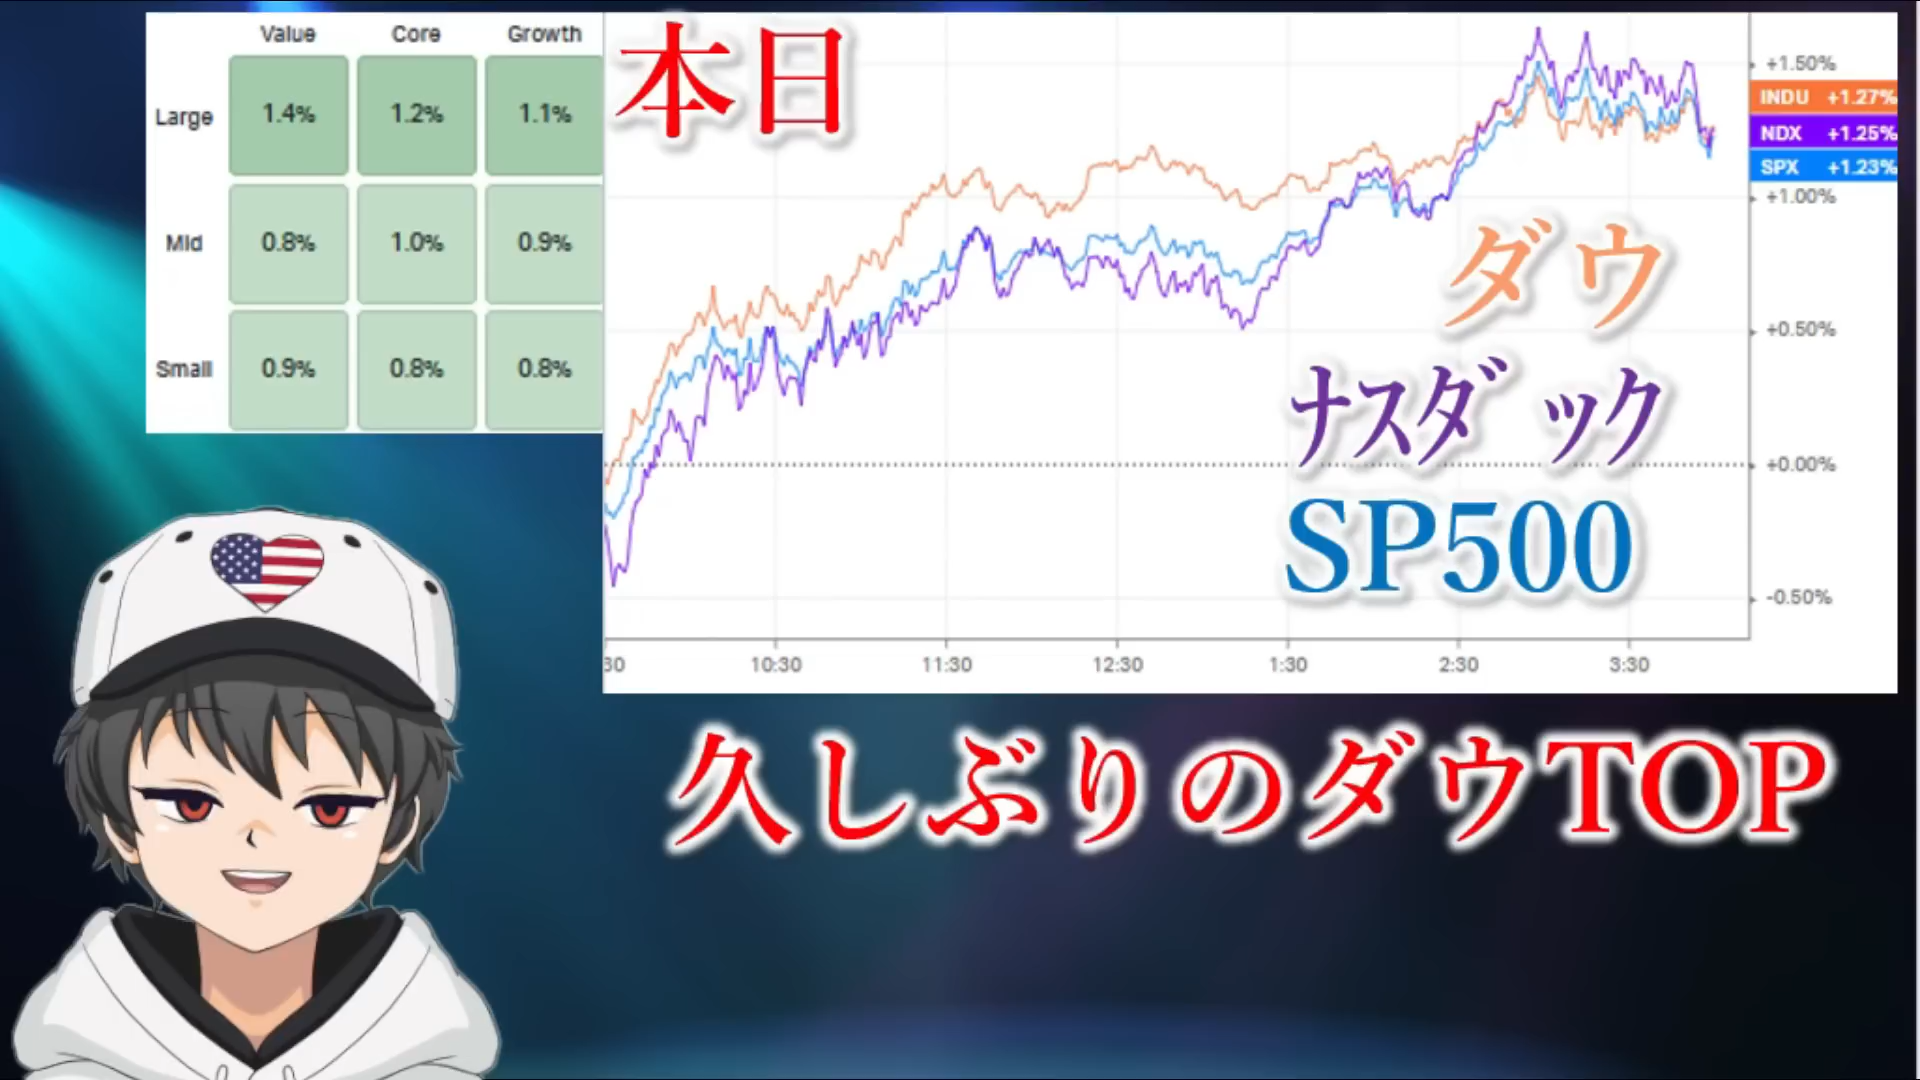 Value Core Growth
Large 1.4% 1.2% 1.1%
Mid 0.8% 1.0% 0.9%
Small 0.9% 0.8% 0.8%
本日
+1.50%
INDU +1.27%
NDX +1.25%
SPX +1.23%
+1.00%
+0.50%
+0.00%
-0.50%
ダウ
ナスダック
SP500
30 10:30 11:30 12:30 1:30 2:30 3:30
久しぶりのダウTOP